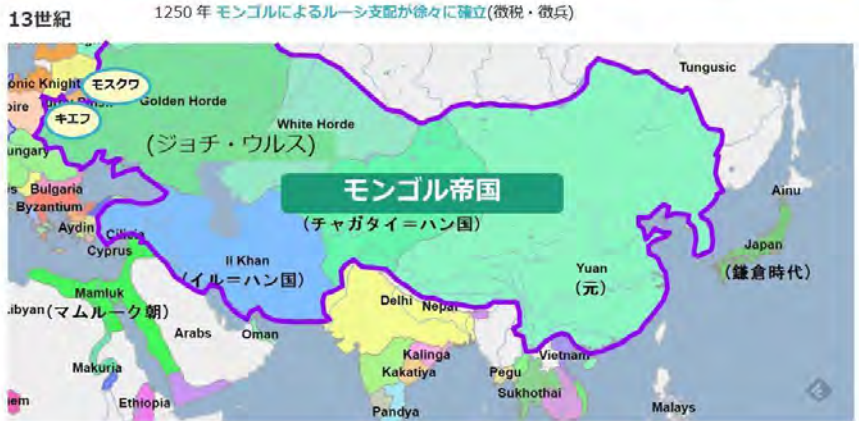 13世紀
1250 年 モンゴルによるルーシ支配が徐々に確立(徴税・徴兵)
Tungusic
onic Knight
モスクワ
Golden Horde
キエフ
White Horde
(ジョチ・ウルス)
ungary
モンゴル帝国
Bulgaria
Ainu
Byzantium
Aydin
Cilicia
(チャガタイ=ハン国)
Cyprus
Japan
Il Khan
(イル=ハン国)
Yuan
(元)
(鎌倉時代)
Mamluk
Delhi
Nepal
ibyan
(マムルーク朝)
Arabs
Oman
Kalinga
Vietnam
Makuria
Kakatiya
Pegu
Sukhothai
Ethiopia
Pandya
Malays